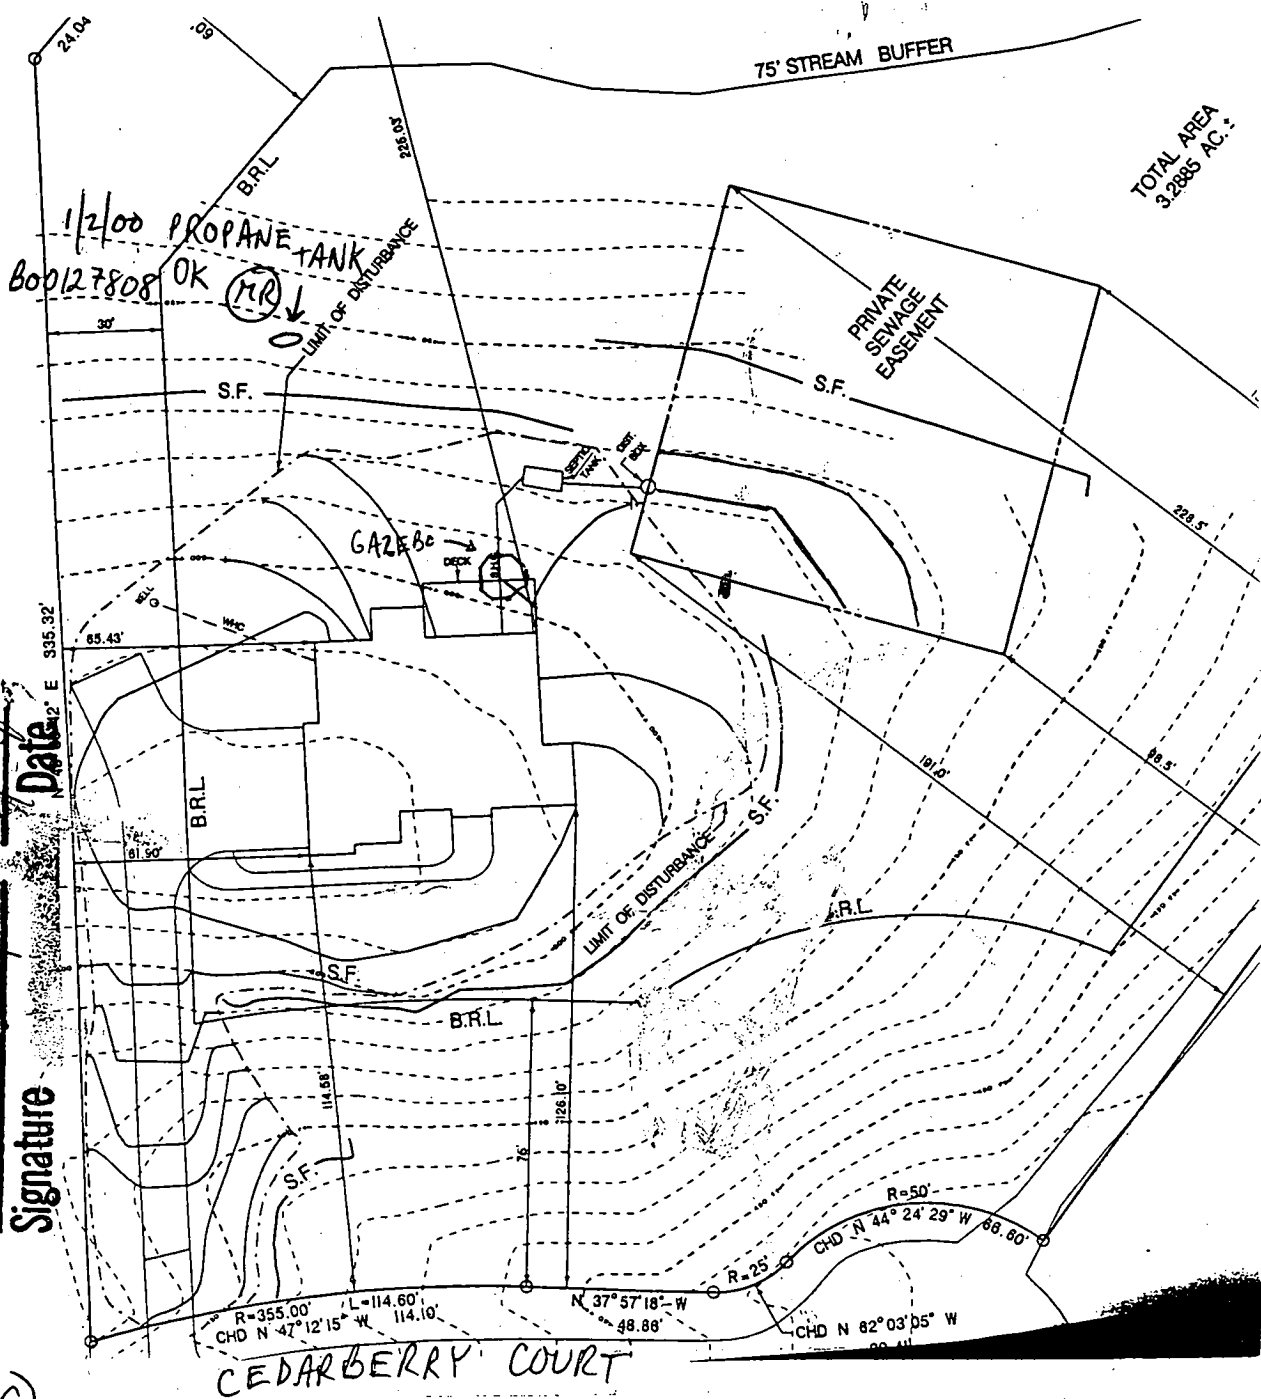 24.04
60'
75' STREAM BUFFER
TOTAL AREA
3.2885 AC.±
226.03'
B.R.L.
1/2/00 PROPANE TANK
B00127808 OK MR
LIMIT OF DISTURBANCE
30'
PRIVATE
SEWAGE
EASEMENT
S.F.
S.F.
SEPTIC
TANK
DIST.
BOX
228.5'
GAZEBO
DECK
WHC
65.43'
335.32'
E
Date
B.R.L.
191.0'
98.5'
61.90'
S.F.
LIMIT OF DISTURBANCE
.R.L.
S.F.
B.R.L.
114.58'
126.10'
76'
Signature
S.F.
R=50'
CHD N 44° 24' 29" W 66.60'
R=25'
R=355.00' L=114.60'
CHD N 47°12'15" W 114.10'
N 37°57'18" W
48.86'
CHD N 82°03'05" W
CEDARBERRY COURT